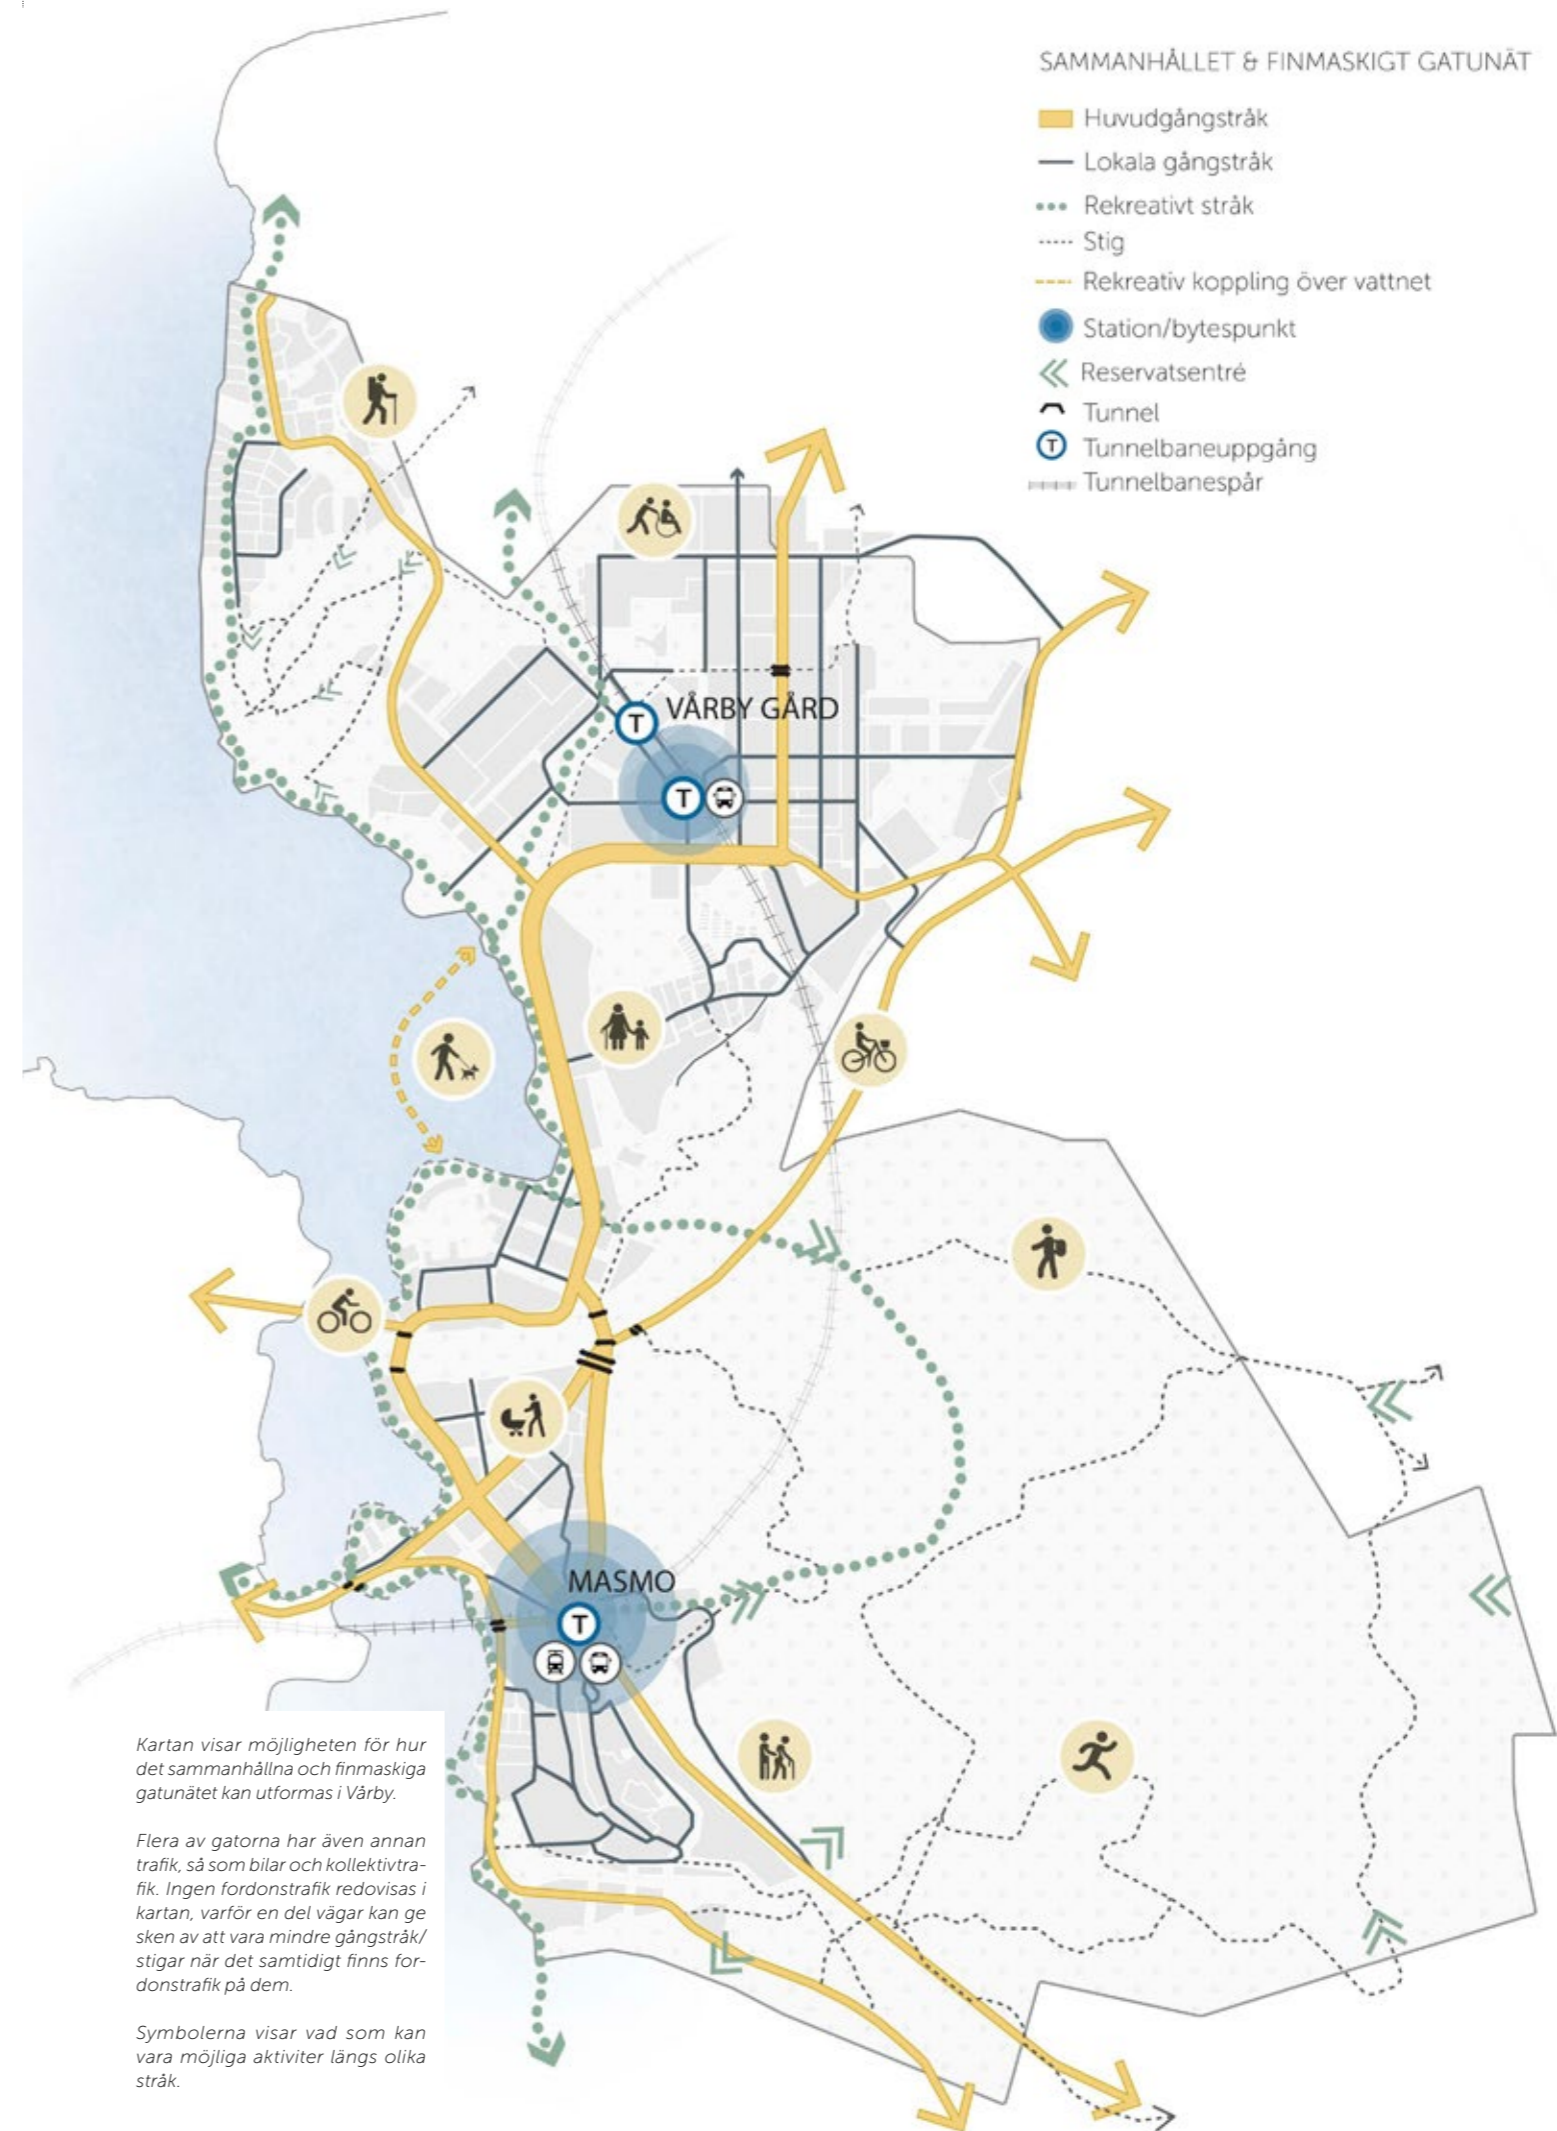 SAMMANHÅLLET & FINMASKIGT GATUNÄT
Huvudgångstråk
Lokala gångstråk
Rekreativt stråk
Stig
Rekreativ koppling över vattnet
Station/bytespunkt
Reservatsentré
Tunnel
T Tunnelbaneuppgång
Tunnelbanespår
T VÅRBY GÅRD
T
MASMO
T
Kartan visar möjligheten för hur
det sammanhållna och finmaskiga
gatunätet kan utformas i Vårby.
Flera av gatorna har även annan
trafik, så som bilar och kollektivtra-
fik. Ingen fordonstrafik redovisas i
kartan, varför en del vägar kan ge
sken av att vara mindre gångstråk/
stigar när det samtidigt finns for-
donstrafik på dem.
Symbolerna visar vad som kan
vara möjliga aktiviter längs olika
stråk.